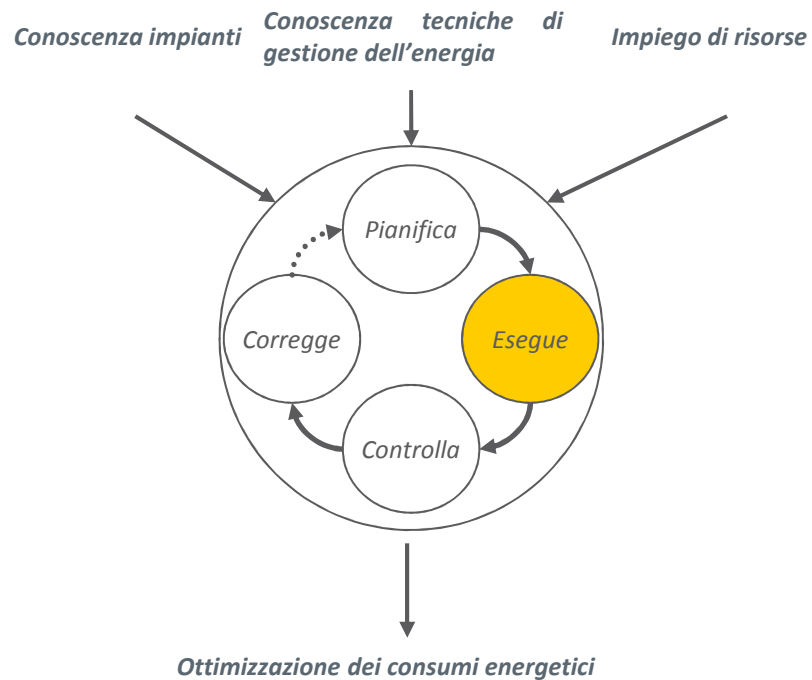 Conoscenza impianti
Conoscenza tecniche di
gestione dell'energia
Impiego di risorse
Pianifica
Corregge
Esegue
Controlla
Ottimizzazione dei consumi energetici